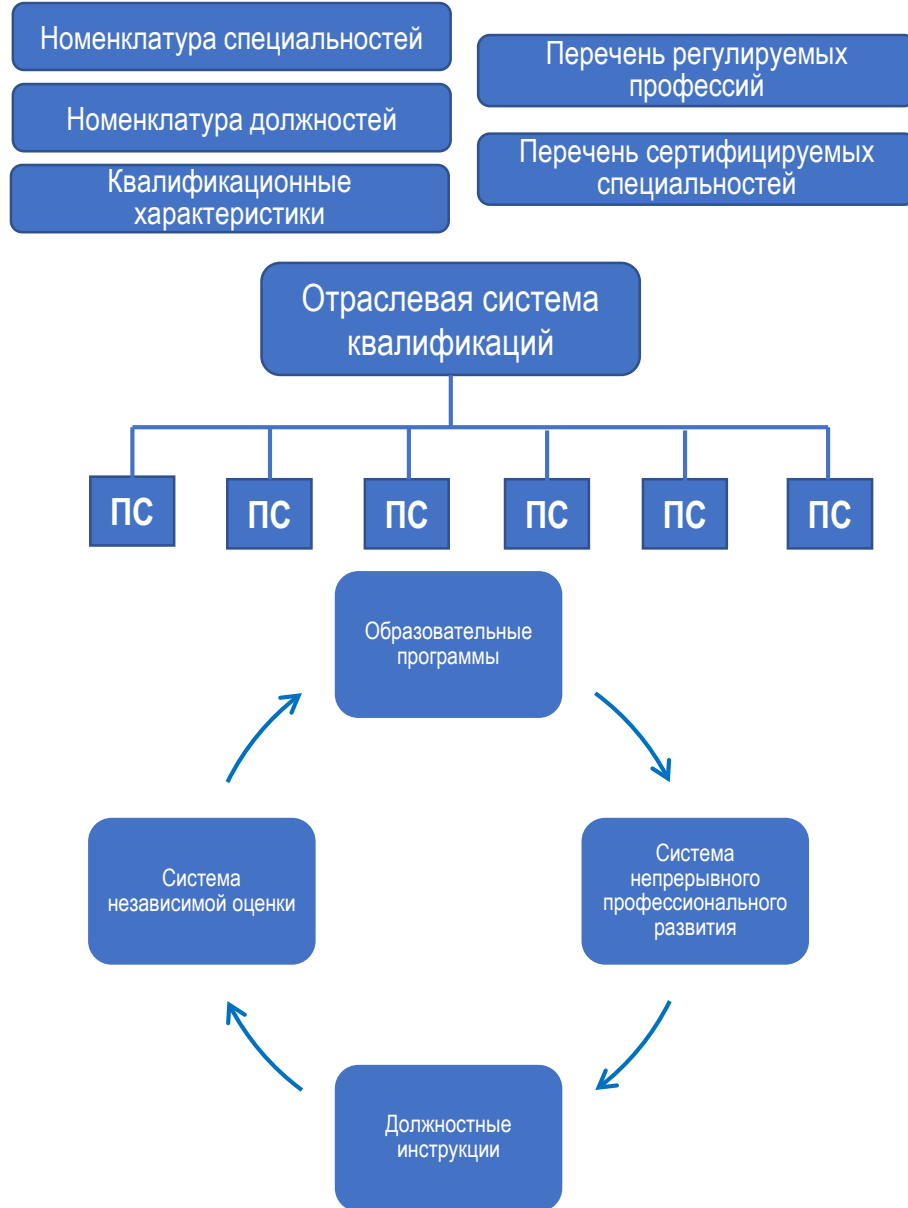 Номенклатура специальностей
Номенклатура должностей
Квалификационные
характеристики
Перечень регулируемых
профессий
Перечень сертифицируемых
специальностей
Отраслевая система
квалификаций
ПС
ПС
ПС
ПС
ПС
ПС
Образовательные
программы
Система
непрерывного
профессионального
развития
Должностные
инструкции
Система
независимой оценки